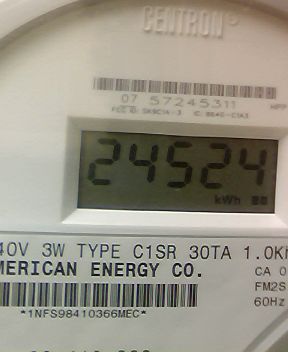 CENTRON®
07 57245311
24524
kWh
40V 3W TYPE C1SR 30TA 1.0Kh
MERICAN ENERGY CO.
CA 0
FM2S
60Hz
*1NFS98410366MEC*